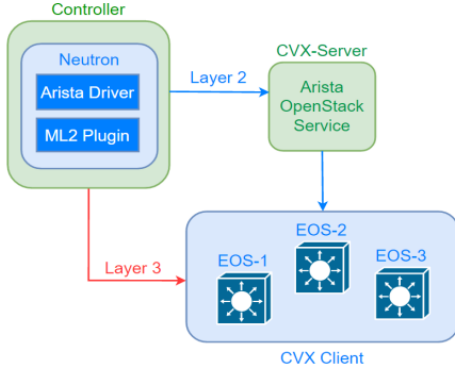 Controller
Neutron
Arista Driver
ML2 Plugin
Layer 2
CVX-Server
Arista
OpenStack
Service
Layer 3
EOS-1
EOS-2
EOS-3
CVX Client